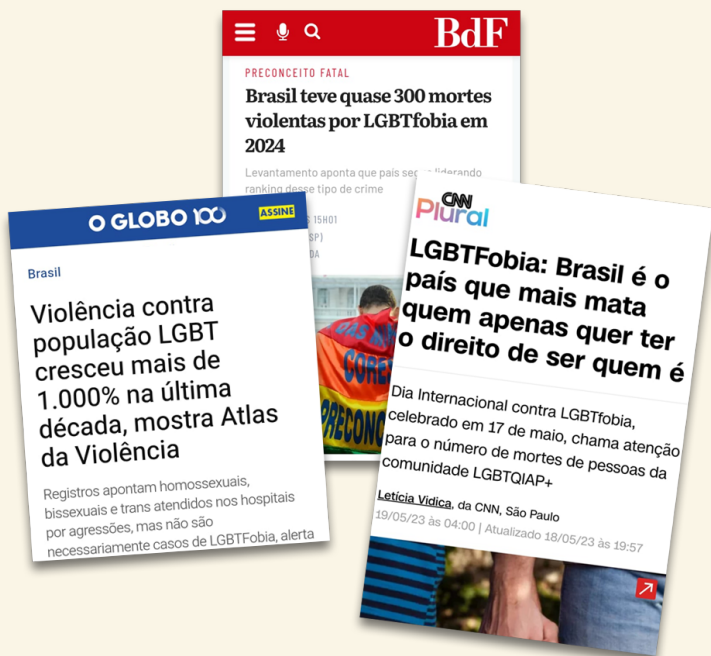 BdF
PRECONCEITO FATAL
Brasil teve quase 300 mortes
violentas por LGBTfobia em
2024
Levantamento aponta que país liderando
ranking desse tipo de crime
15H01
SP)
DAS
CORES
PRECON
O GLOBO 100
ASSINE
Brasil
Violência contra
população LGBT
cresceu mais de
1.000% na última
década, mostra Atlas
da Violência
Registros apontam homossexuais,
bissexuais e trans atendidos nos hospitais
por agressões, mas não são
necessariamente casos de LGBTFobia, alerta
CNN
Plural
LGBTFobia: Brasil é o
país que mais mata
quem apenas quer ter
o direito de ser quem é
Dia Internacional contra LGBTfobia,
celebrado em 17 de maio, chama atenção
para o número de mortes de pessoas da
comunidade LGBTQIAP+
Letícia Vidica, da CNN, São Paulo
19/05/23 às 04:00 | Atualizado 18/05/23 às 19:57